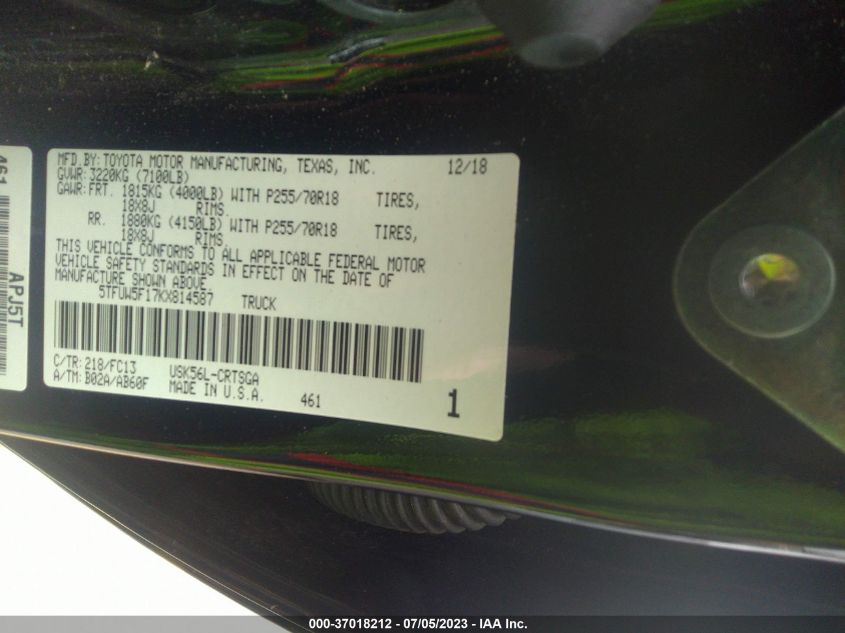 461
APJ5T
MFD.BY: TOYOTA MOTOR MANUFACTURING, TEXAS, INC. 12/18
GVWR: 3220KG (7100LB)
GAWR: FRT. 1815KG (4000LB) WITH P255/70R18 TIRES,
18X8J RIMS.
RR. 1880KG (4150LB) WITH P255/70R18 TIRES,
18X8J RIMS.
THIS VEHICLE CONFORMS TO ALL APPLICABLE FEDERAL MOTOR
VEHICLE SAFETY STANDARDS IN EFFECT ON THE DATE OF
MANUFACTURE SHOWN ABOVE.
5TFUW5F17KX814587 TRUCK
C/TR: 218/FC13 USK56L-CRTSGA
A/TM: B02A/AB60F MADE IN U.S.A. 461 1
000-37018212 - 07/05/2023 - IAA Inc.